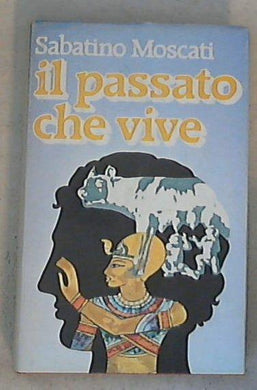 Sabatino Moscati
il passato
che vive